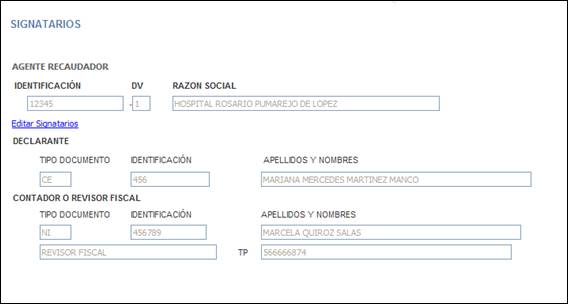 SIGNATARIOS
AGENTE RECAUDADOR
IDENTIFICACIÓN DV RAZON SOCIAL
12345 - 1 HOSPITAL ROSARIO PUMAREJO DE LOPEZ
Editar Signatarios
DECLARANTE
TIPO DOCUMENTO IDENTIFICACIÓN APELLIDOS Y NOMBRES
CE 456 MARIANA MERCEDES MARTINEZ MANCO
CONTADOR O REVISOR FISCAL
TIPO DOCUMENTO IDENTIFICACIÓN APELLIDOS Y NOMBRES
NI 456789 MARCELA QUIROZ SALAS
REVISOR FISCAL TP 566666874